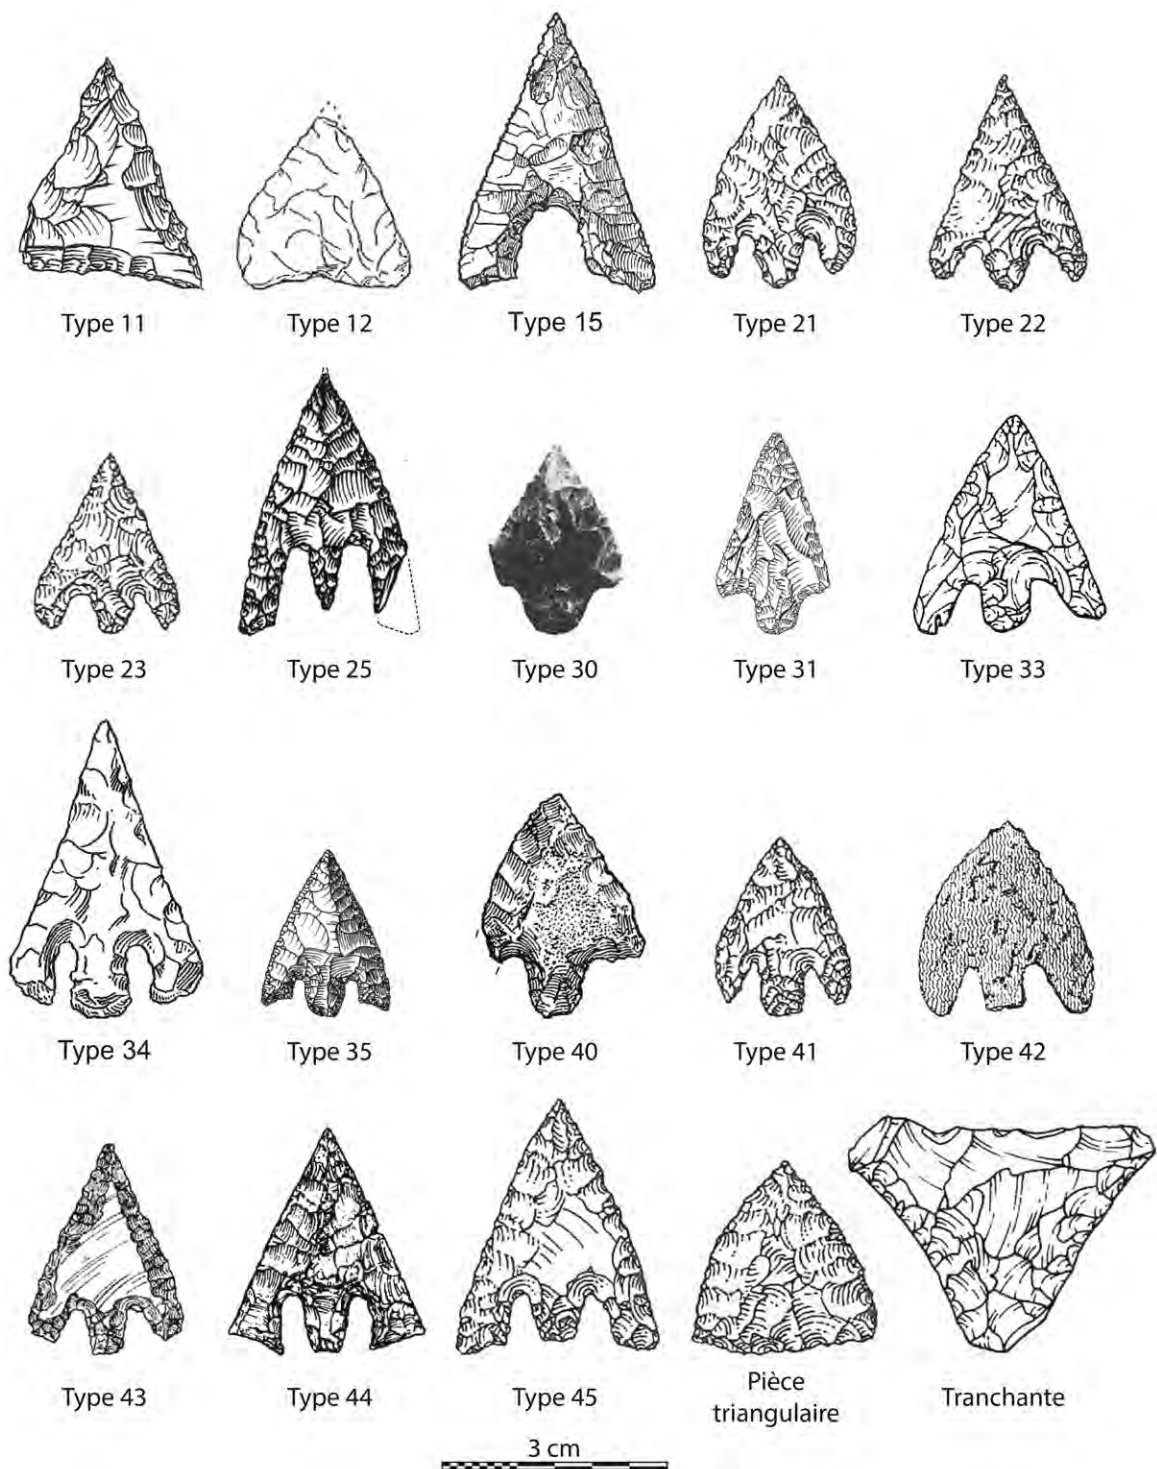 Type 11
Type 12
Type 15
Type 21
Type 22
Type 23
Type 25
Type 30
Type 31
Type 33
Type 34
Type 35
Type 40
Type 41
Type 42
Type 43
Type 44
Type 45
Pièce
triangulaire
Tranchante
3 cm